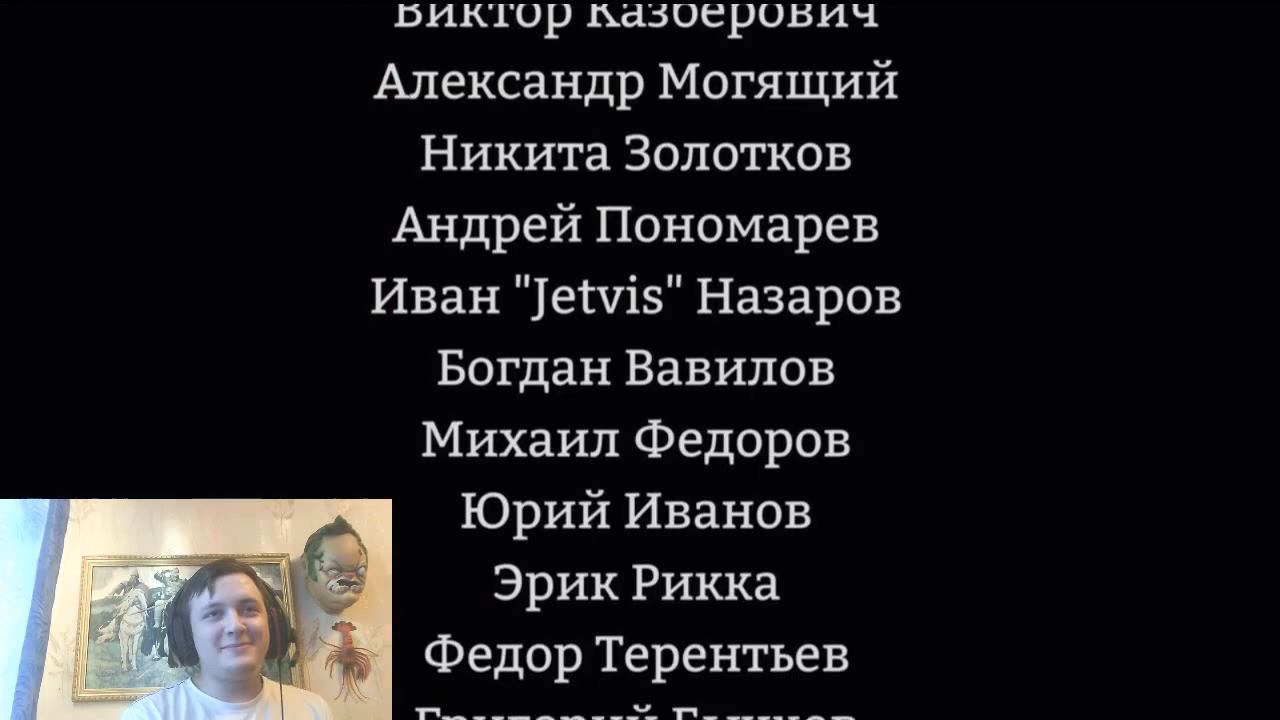 Виктор Казберович
Александр Могящий
Никита Золотков
Андрей Пономарев
Иван "Jetvis" Назаров
Богдан Вавилов
Михаил Федоров
Юрий Иванов
Эрик Рикка
Федор Терентьев
Григорий